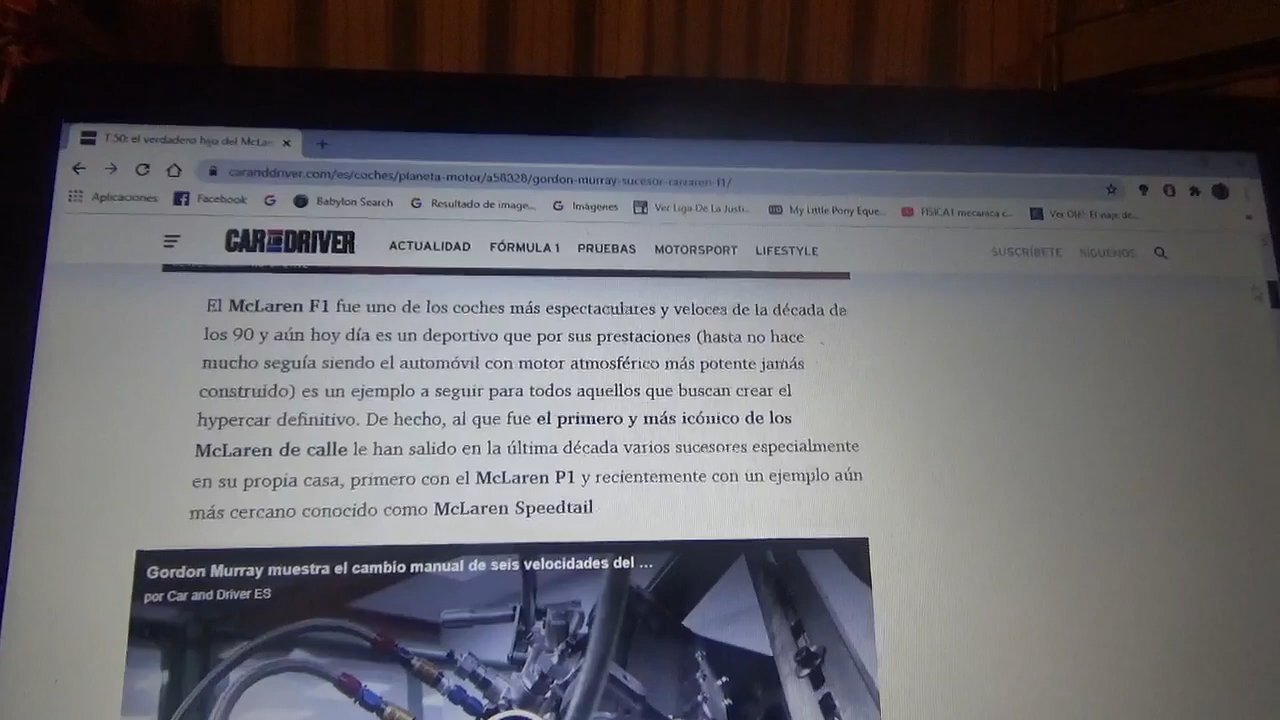 T.50: el verdadero hijo del McLa
caranddriver.com/es/coches/planeta-motor/a58328/gordon-murray-sucesor-canaren-f1/
Aplicaciones Facebook Babylon Search Resultado de image... Imágenes Ver Liga De La Justi... My Little Pony Eque... FISICA1 mecanica c... Ver Olé! El viaje de...
CAR AND DRIVER ACTUALIDAD FÓRMULA 1 PRUEBAS MOTORSPORT LIFESTYLE SUSCRÍBETE SÍGUENOS
El McLaren F1 fue uno de los coches más espectaculares y veloces de la década de
los 90 y aún hoy día es un deportivo que por sus prestaciones (hasta no hace
mucho seguía siendo el automóvil con motor atmosférico más potente jamás
construido) es un ejemplo a seguir para todos aquellos que buscan crear el
hypercar definitivo. De hecho, al que fue el primero y más icónico de los
McLaren de calle le han salido en la última década varios sucesores especialmente
en su propia casa, primero con el McLaren P1 y recientemente con un ejemplo aún
más cercano conocido como McLaren Speedtail
Gordon Murray muestra el cambio manual de seis velocidades del ...
por Car and Driver ES